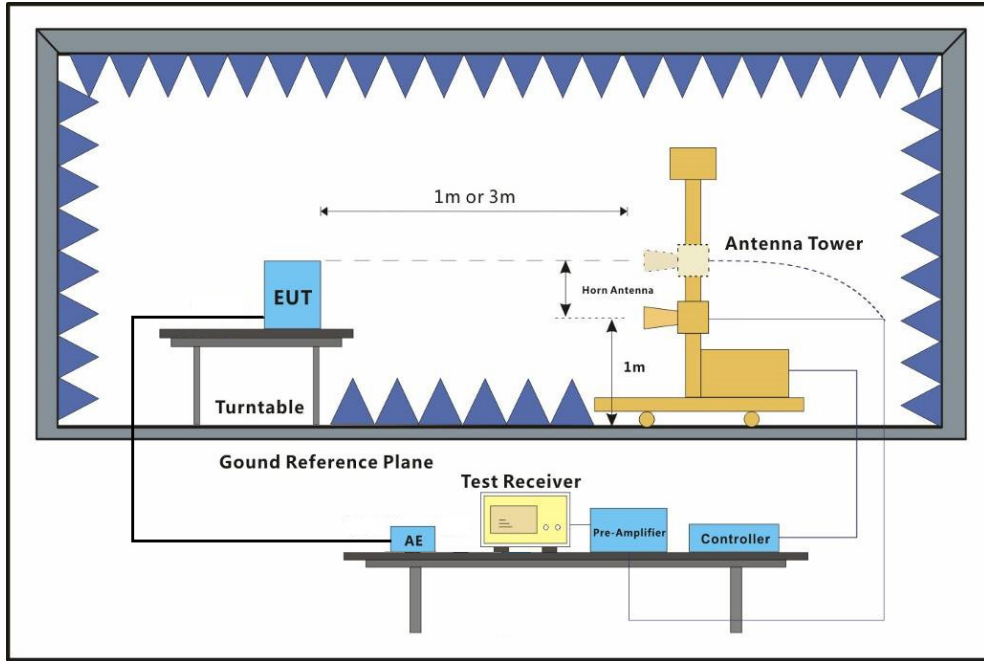 1m or 3m
Antenna Tower
EUT
Horn Antenna
1m
Turntable
Gound Reference Plane
Test Receiver
AE
Pre-Amplifier
Controller